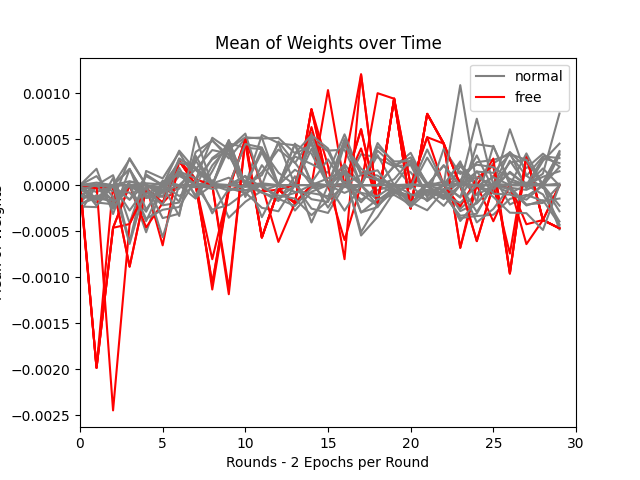 Mean of Weights over Time
normal
free
0.0010
0.0005
0.0000
−0.0005
−0.0010
−0.0015
−0.0020
−0.0025
0 5 10 15 20 25 30
Rounds - 2 Epochs per Round